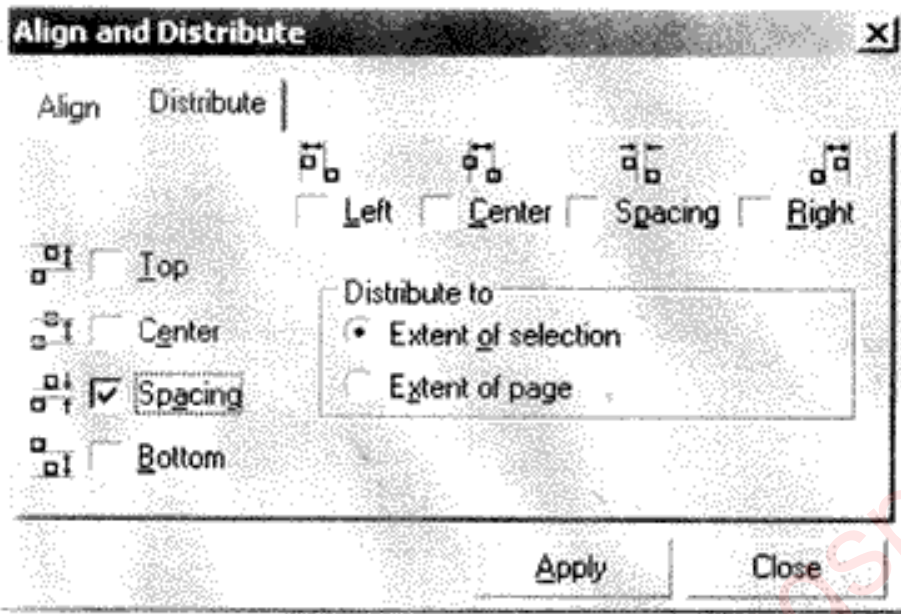 Align and Distribute
Align Distribute
Left Center Spacing Right
Top
Center
Spacing
Bottom
Distribute to
Extent of selection
Extent of page
Apply Close